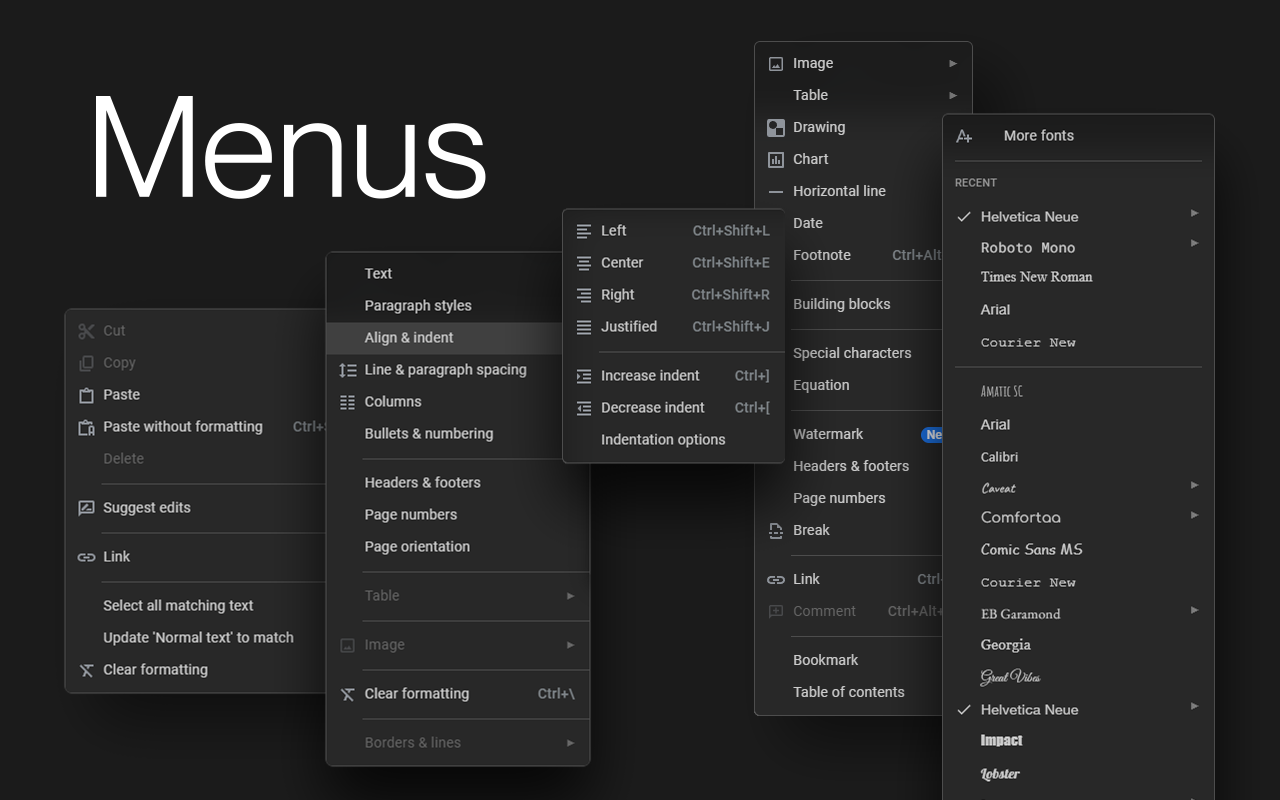 Menus
Cut
Copy
Paste
Paste without formatting
Delete
Suggest edits
Link
Select all matching text
Update 'Normal text' to match
Clear formatting
Text
Paragraph styles
Align & indent
Line & paragraph spacing
Columns
Bullets & numbering
Headers & footers
Page numbers
Page orientation
Table
Image
Clear formatting Ctrl+\
Borders & lines
Left Ctrl+Shift+L
Center Ctrl+Shift+E
Right Ctrl+Shift+R
Justified Ctrl+Shift+J
Increase indent Ctrl+]
Decrease indent Ctrl+[
Indentation options
Image
Table
Drawing
Chart
Horizontal line
Date
Footnote Ctrl+Alt
Building blocks
Special characters
Equation
Watermark Ne
Headers & footers
Page numbers
Break
Link Ctrl
Comment Ctrl+Alt+
Bookmark
Table of contents
More fonts
RECENT
Helvetica Neue
Roboto Mono
Times New Roman
Arial
Courier New
Amatic SC
Arial
Calibri
Caveat
Comfortaa
Comic Sans MS
Courier New
EB Garamond
Georgia
Great Vibes
Helvetica Neue
Impact
Lobster